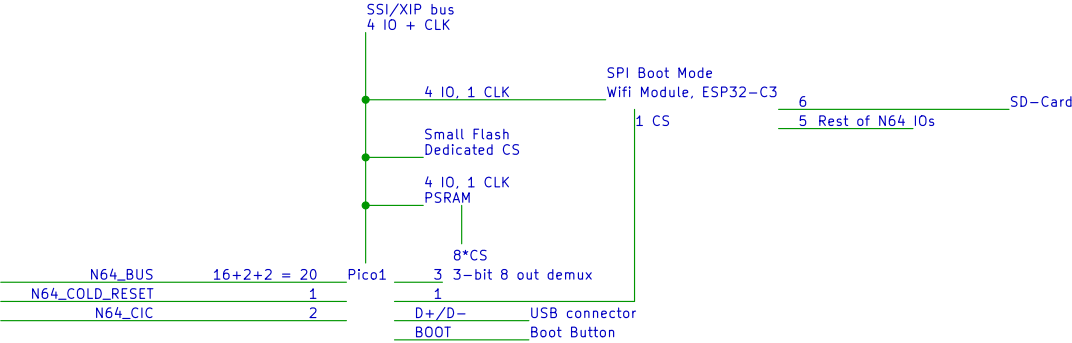 SSI/XIP bus
4 IO + CLK
SPI Boot Mode
4 IO, 1 CLK
Wifi Module, ESP32-C3
6
SD-Card
1 CS
5 Rest of N64 IOs
Small Flash
Dedicated CS
4 IO, 1 CLK
PSRAM
8*CS
N64_BUS 16+2+2 = 20 Pico1 3 3-bit 8 out demux
N64_COLD_RESET 1 1
N64_CIC 2 D+/D- USB connector
BOOT Boot Button